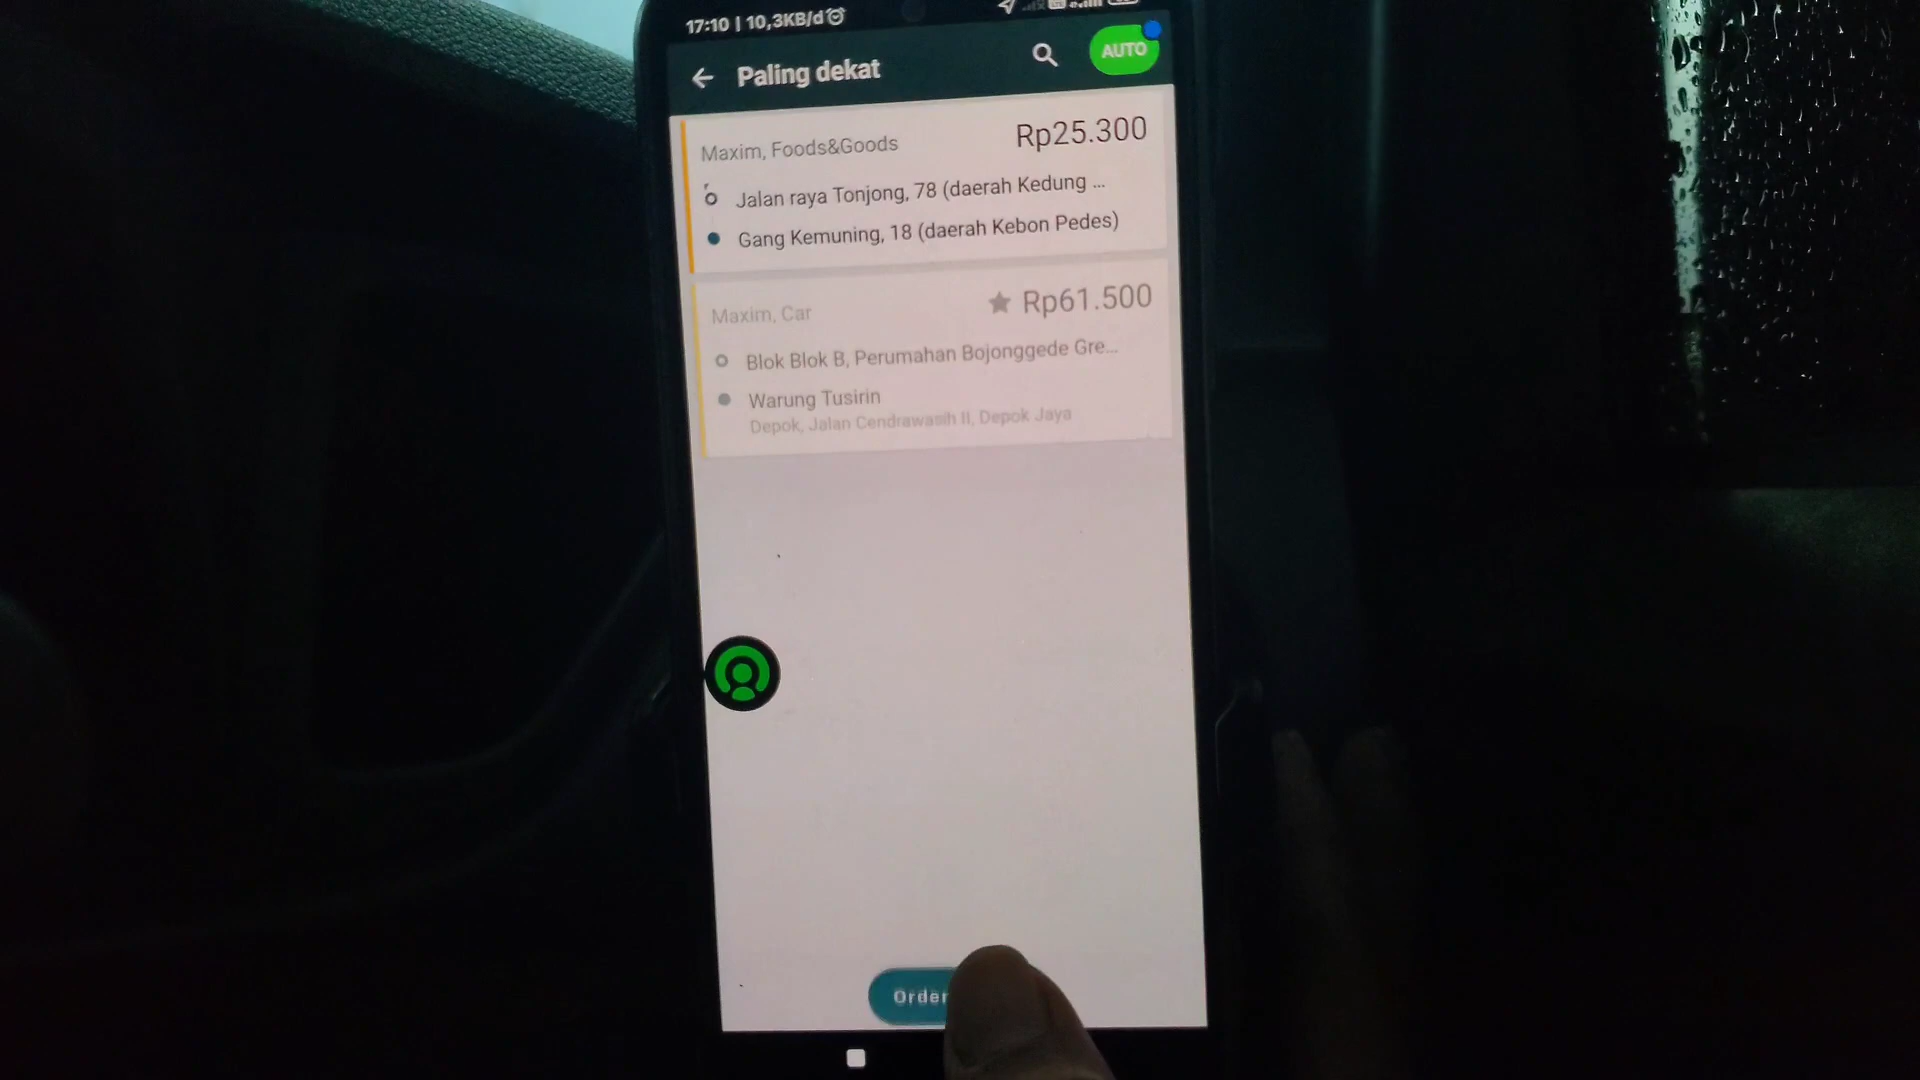 17:10 | 10,3KB/d
Paling dekat
AUTO
Maxim, Foods&Goods
Rp25.300
Jalan raya Tonjong, 78 (daerah Kedung ...
Gang Kemuning, 18 (daerah Kebon Pedes)
Maxim, Car
Rp61.500
Blok Blok B, Perumahan Bojonggede Gre...
Warung Tusirin
Depok, Jalan Cendrawasih II, Depok Jaya
Order